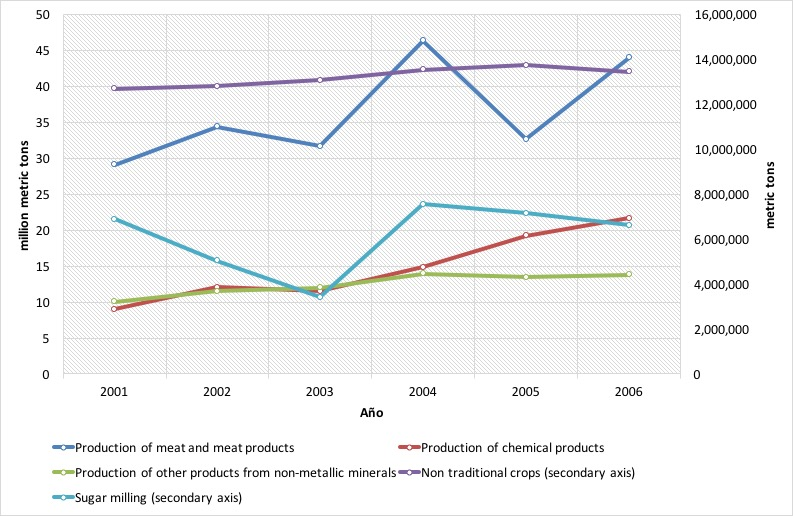 50
45
40
35
30
25
20
15
10
5
0
million metric tons
16,000,000
14,000,000
12,000,000
10,000,000
8,000,000
6,000,000
4,000,000
2,000,000
0
metric tons
2001 2002 2003 2004 2005 2006
Año
Production of meat and meat products Production of chemical products
Production of other products from non-metallic minerals Non traditional crops (secondary axis)
Sugar milling (secondary axis)